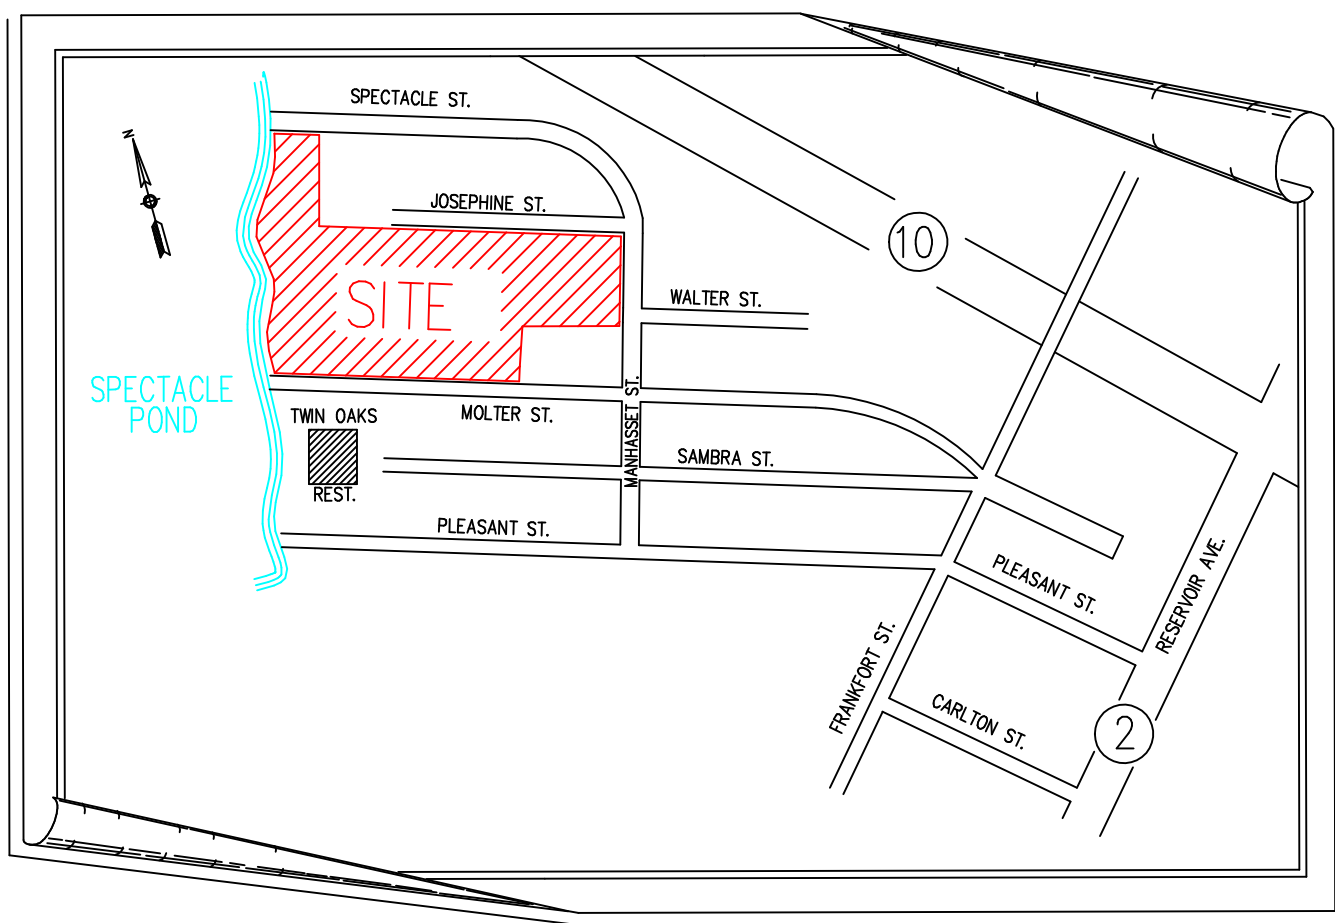 SPECTACLE ST.
N
JOSEPHINE ST.
10
WALTER ST.
SITE
SPECTACLE
POND
MANHASSET ST.
TWIN OAKS
REST.
MOLTER ST.
SAMBRA ST.
PLEASANT ST.
PLEASANT ST.
RESERVOIR AVE.
FRANKFORT ST.
CARLTON ST.
2